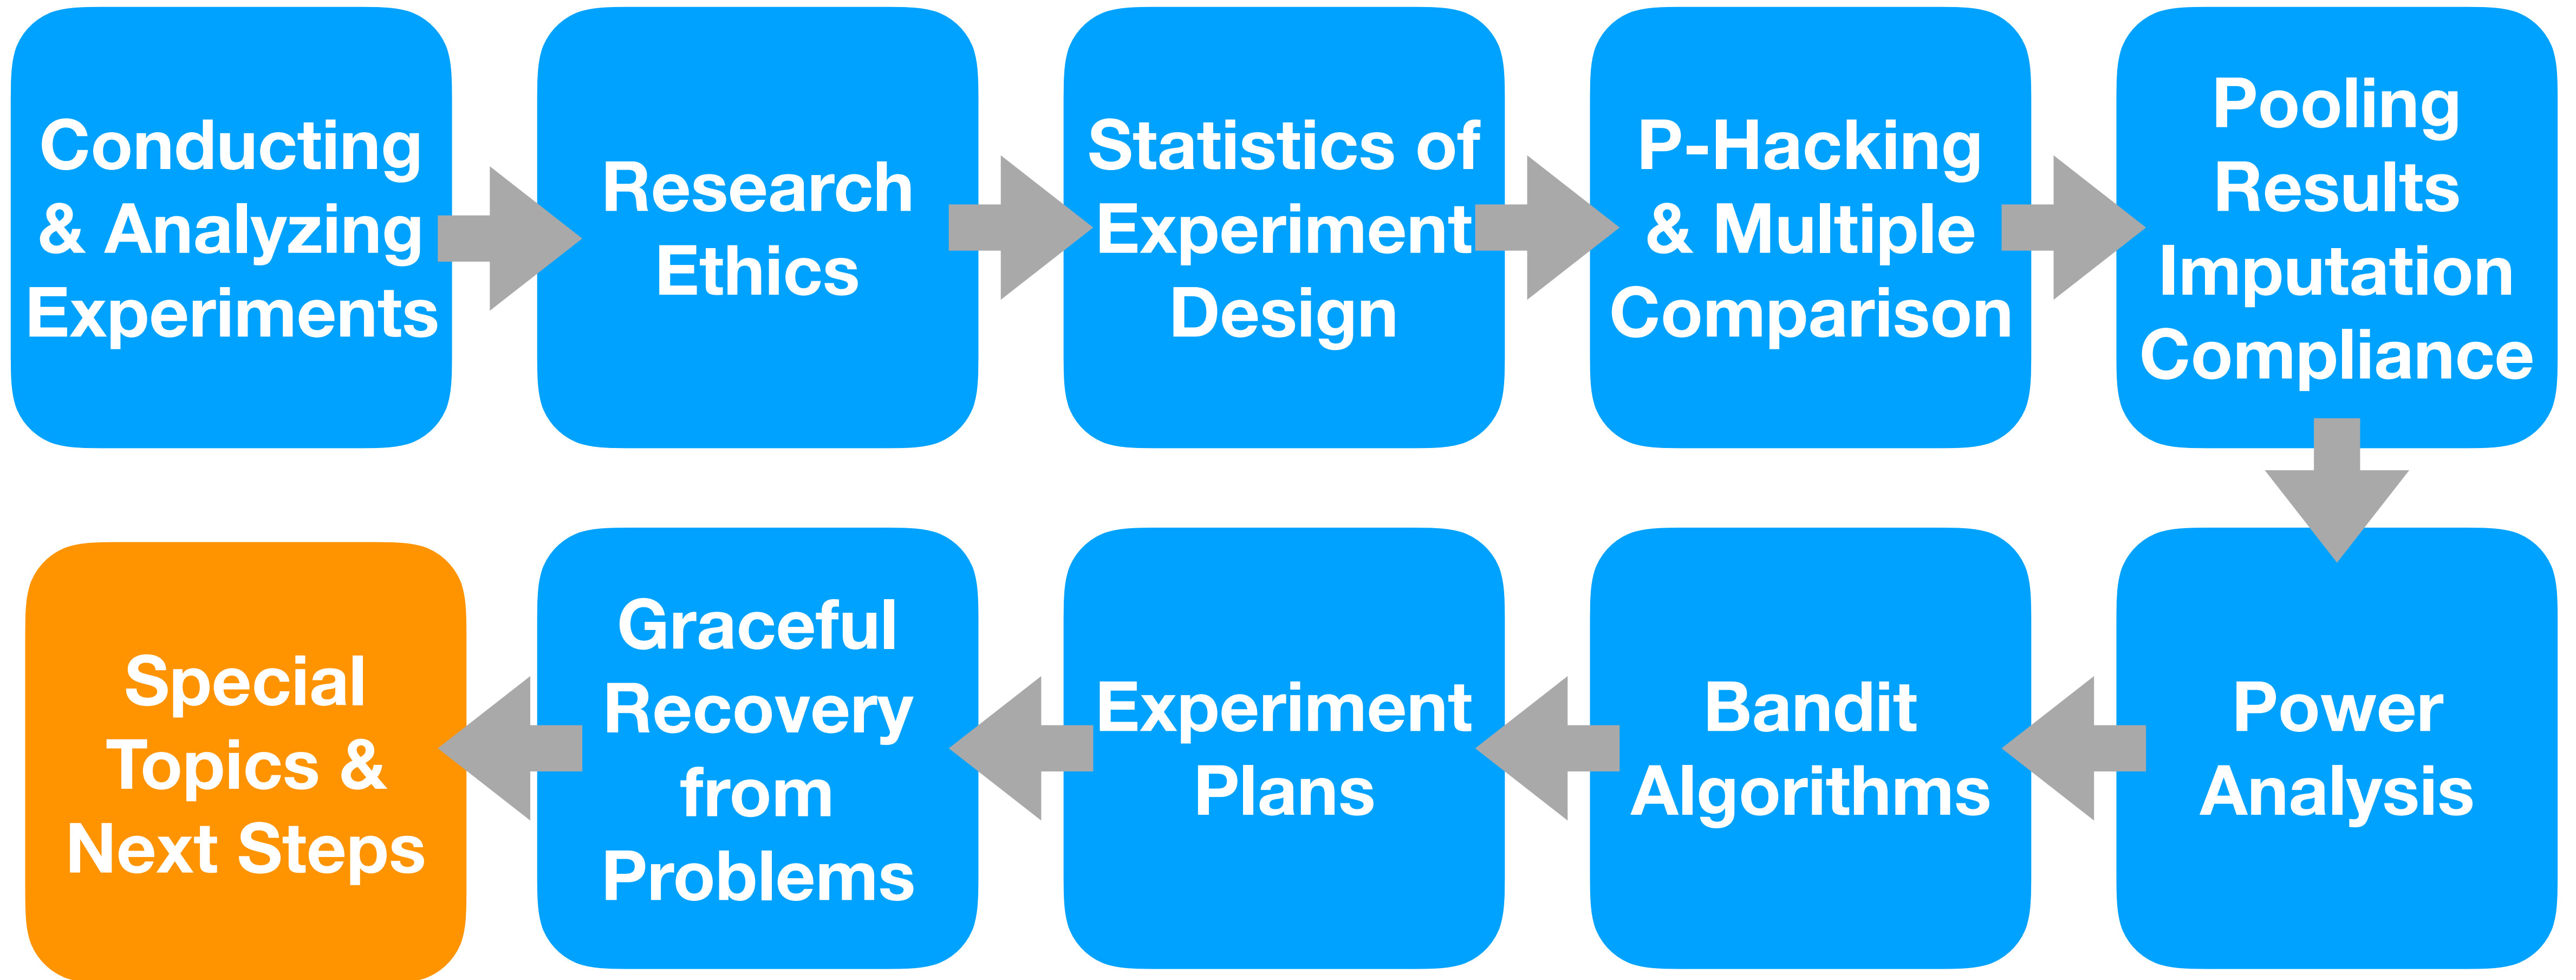 Conducting
& Analyzing
Experiments
Research
Ethics
Statistics of
Experiment
Design
P-Hacking
& Multiple
Comparison
Pooling
Results
Imputation
Compliance
Power
Analysis
Bandit
Algorithms
Experiment
Plans
Graceful
Recovery
from
Problems
Special
Topics &
Next Steps